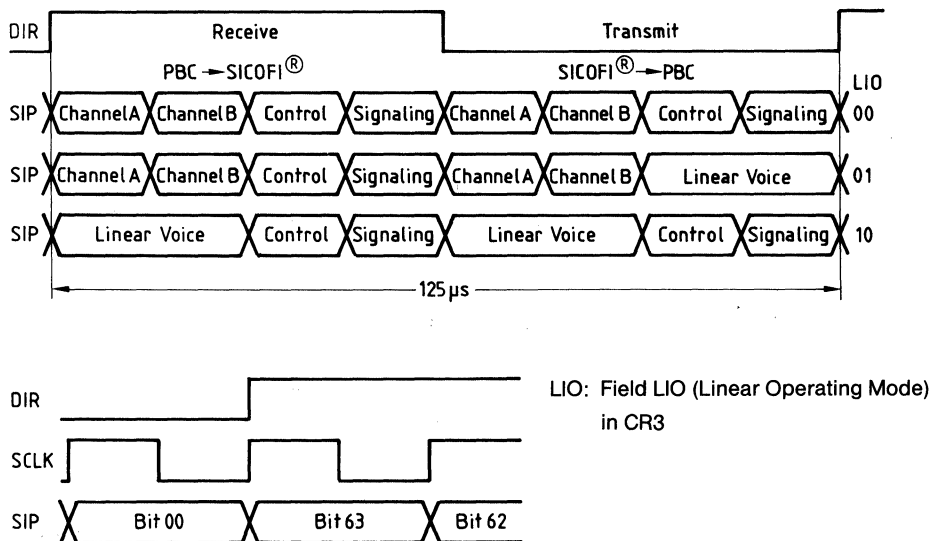 DIR Receive Transmit
PBC → SICOFI® SICOFI® → PBC
LIO
SIP Channel A Channel B Control Signaling Channel A Channel B Control Signaling 00
SIP Channel A Channel B Control Signaling Channel A Channel B Linear Voice 01
SIP Linear Voice Control Signaling Linear Voice Control Signaling 10
125 µs
DIR
LIO: Field LIO (Linear Operating Mode)
in CR3
SCLK
SIP Bit 00 Bit 63 Bit 62